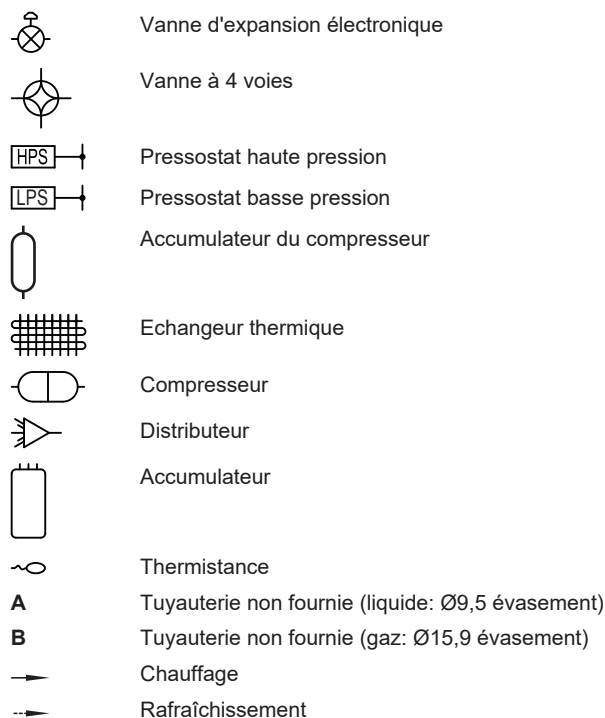 Vanne d'expansion électronique
Vanne à 4 voies
HPS Pressostat haute pression
LPS Pressostat basse pression
Accumulateur du compresseur
Echangeur thermique
Compresseur
Distributeur
Accumulateur
Thermistance
A Tuyauterie non fournie (liquide: Ø9,5 évasement)
B Tuyauterie non fournie (gaz: Ø15,9 évasement)
Chauffage
Rafraîchissement